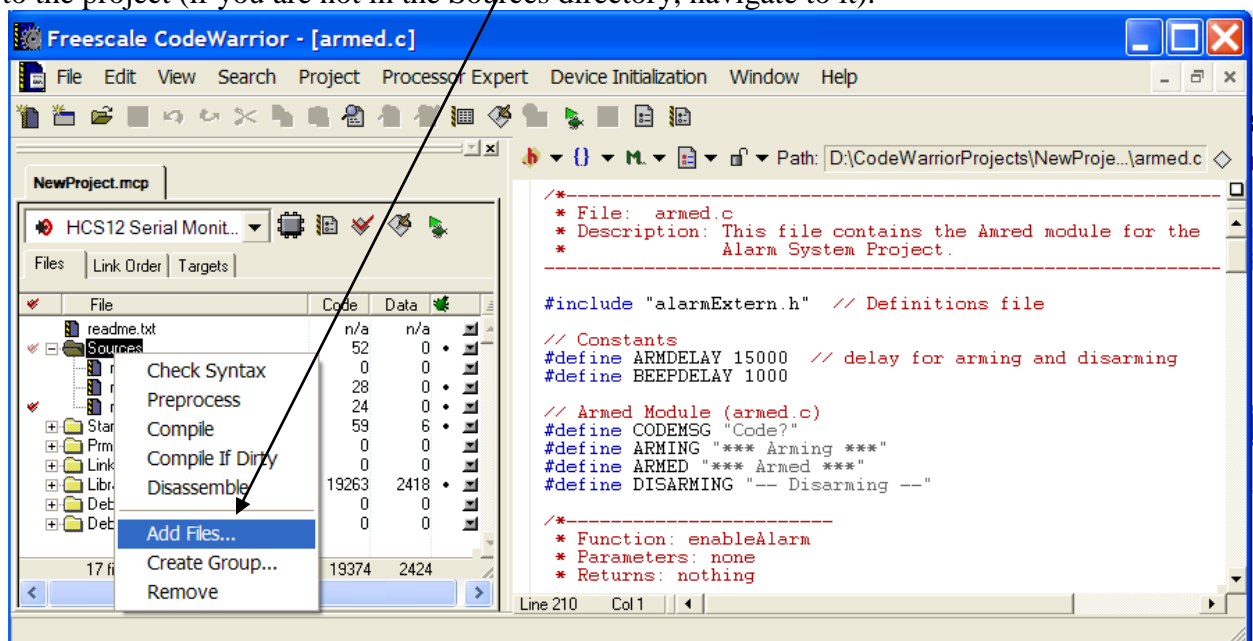 to the project (if you are not in the Sources directory, navigate to it).
Freescale CodeWarrior - [armed.c]
File Edit View Search Project Processor Expert Device Initialization Window Help
Path: D:\CodeWarriorProjects\NewProje...\armed.c
NewProject.mcp
HCS12 Serial Monit...
Files Link Order Targets
File Code Data
readme.txt n/a n/a
Sources 52 0
r 0 0
r 28 0
r 24 0
Star 59 6
Prm 0 0
Link 0 0
Libr 19263 2418
Deb 0 0
Deb 0 0
17 fi 19374 2424
Check Syntax
Preprocess
Compile
Compile If Dirty
Disassemble
Add Files...
Create Group...
Remove
/*--------------------------------------------------------------------------
* File: armed.c
* Description: This file contains the Amred module for the
* Alarm System Project.
--------------------------------------------------------------------------
#include "alarmExtern.h" // Definitions file
// Constants
#define ARMDELAY 15000 // delay for arming and disarming
#define BEEPDELAY 1000
// Armed Module (armed.c)
#define CODEMSG "Code?"
#define ARMING "*** Arming ***"
#define ARMED "*** Armed ***"
#define DISARMING "-- Disarming --"
/*-----------------------------
* Function: enableAlarm
* Parameters: none
* Returns: nothing
Line 210 Col 1